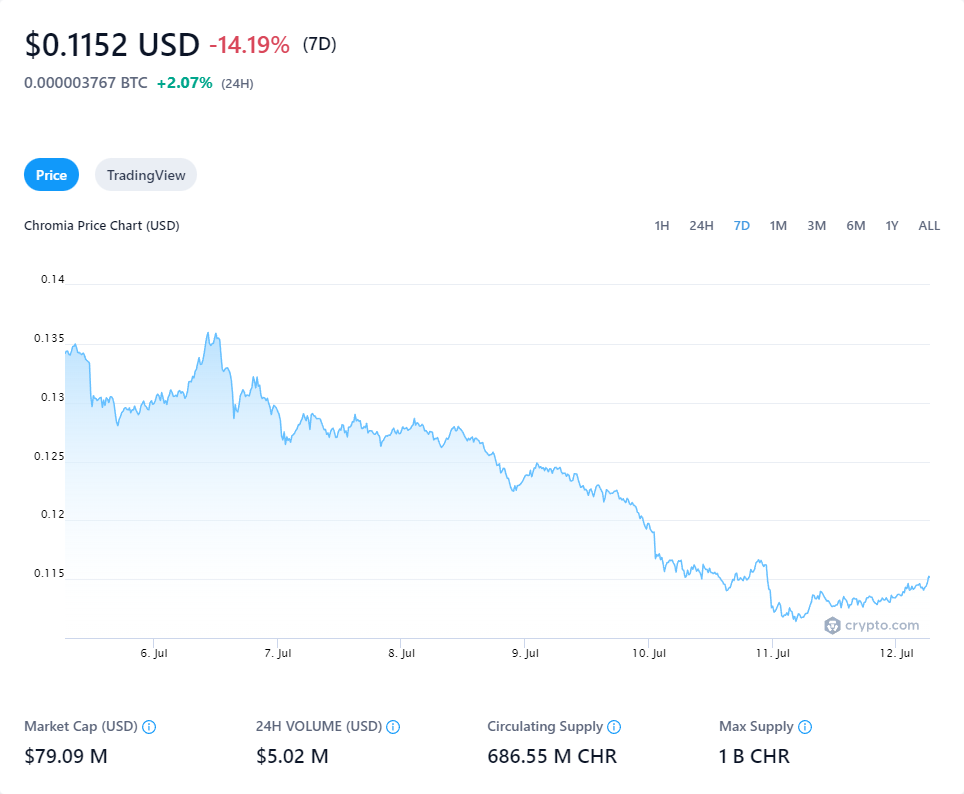 $0.1152 USD -14.19% (7D)
0.000003767 BTC +2.07% (24H)
Price TradingView
Chromia Price Chart (USD) 1H 24H 7D 1M 3M 6M 1Y ALL
0.14
0.135
0.13
0.125
0.12
0.115
crypto.com
6. Jul 7. Jul 8. Jul 9. Jul 10. Jul 11. Jul 12. Jul
Market Cap (USD) 24H VOLUME (USD) Circulating Supply Max Supply
$79.09 M $5.02 M 686.55 M CHR 1 B CHR